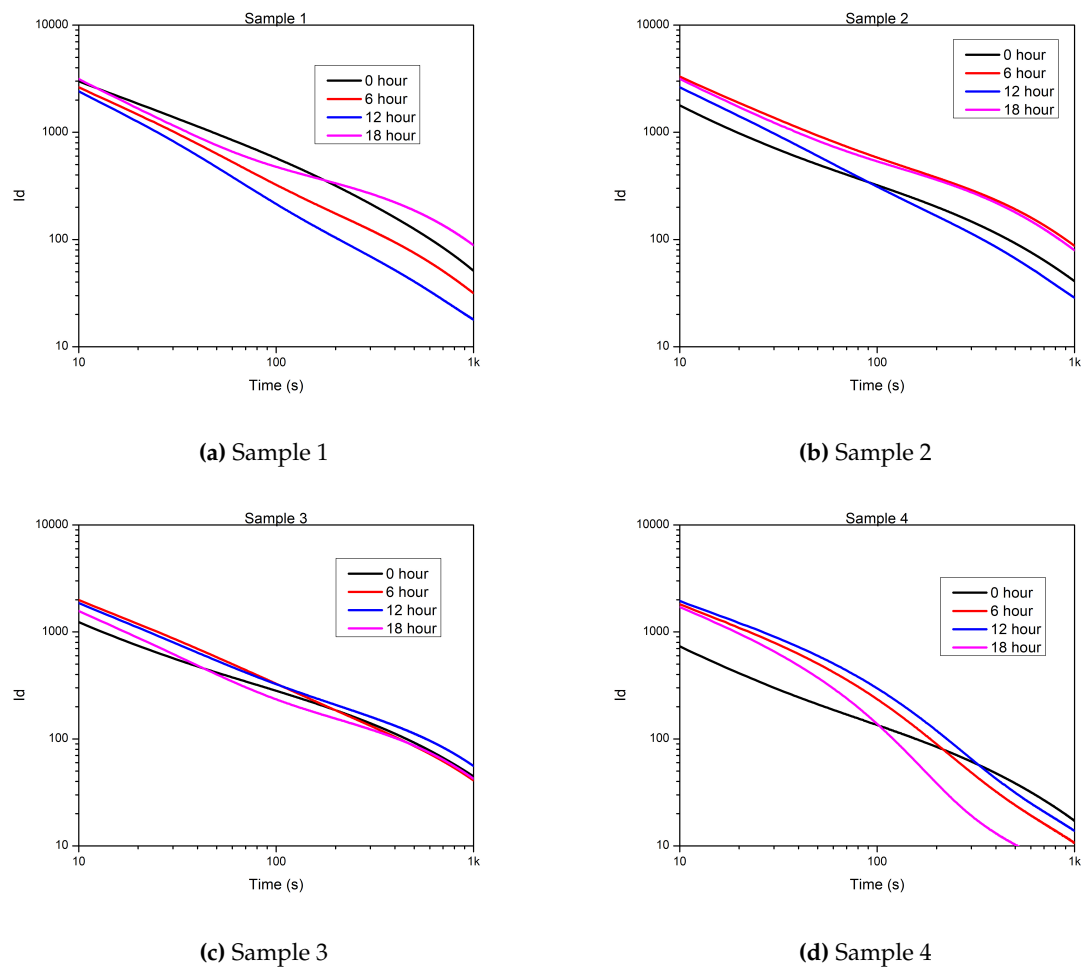 Sample 1
10000
1000
100
10
Id
0 hour
6 hour
12 hour
18 hour
10 100 1k
Time (s)
(a) Sample 1
Sample 2
10000
1000
100
10
Id
0 hour
6 hour
12 hour
18 hour
10 100 1k
Time (s)
(b) Sample 2
Sample 3
10000
1000
100
10
Id
0 hour
6 hour
12 hour
18 hour
10 100 1k
Time (s)
(c) Sample 3
Sample 4
10000
1000
100
10
Id
0 hour
6 hour
12 hour
18 hour
10 100 1k
Time (s)
(d) Sample 4